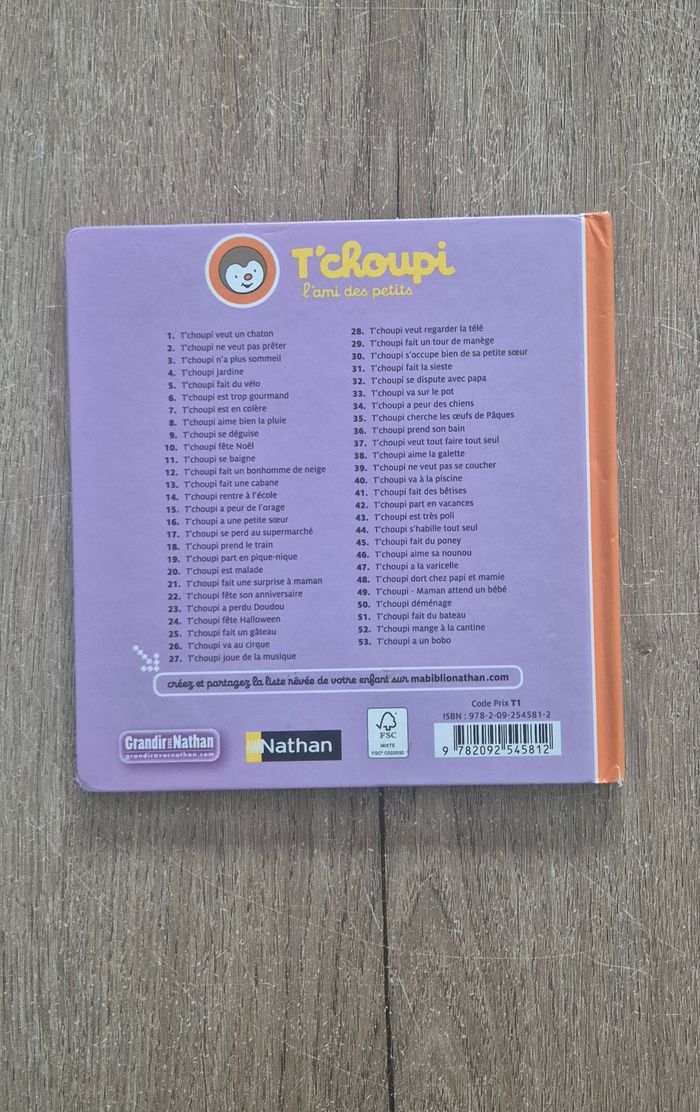 T'choupi
l'ami des petits
1. T'choupi veut un chaton
2. T'choupi ne veut pas prêter
3. T'choupi n'a plus sommeil
4. T'choupi jardine
5. T'choupi fait du vélo
6. T'choupi est trop gourmand
7. T'choupi est en colère
8. T'choupi aime bien la pluie
9. T'choupi se déguise
10. T'choupi fête Noël
11. T'choupi se baigne
12. T'choupi fait un bonhomme de neige
13. T'choupi fait une cabane
14. T'choupi rentre à l'école
15. T'choupi a peur de l'orage
16. T'choupi a une petite sœur
17. T'choupi se perd au supermarché
18. T'choupi prend le train
19. T'choupi part en pique-nique
20. T'choupi est malade
21. T'choupi fait une surprise à maman
22. T'choupi fête son anniversaire
23. T'choupi a perdu Doudou
24. T'choupi fête Halloween
25. T'choupi fait un gâteau
26. T'choupi va au cirque
27. T'choupi joue de la musique
28. T'choupi veut regarder la télé
29. T'choupi fait un tour de manège
30. T'choupi s'occupe bien de sa petite sœur
31. T'choupi fait la sieste
32. T'choupi se dispute avec papa
33. T'choupi va sur le pot
34. T'choupi a peur des chiens
35. T'choupi cherche les œufs de Pâques
36. T'choupi prend son bain
37. T'choupi veut tout faire tout seul
38. T'choupi aime la galette
39. T'choupi ne veut pas se coucher
40. T'choupi va à la piscine
41. T'choupi fait des bêtises
42. T'choupi part en vacances
43. T'choupi est très poli
44. T'choupi s'habille tout seul
45. T'choupi fait du poney
46. T'choupi aime sa nounou
47. T'choupi a la varicelle
48. T'choupi dort chez papi et mamie
49. T'choupi - Maman attend un bébé
50. T'choupi déménage
51. T'choupi fait du bateau
52. T'choupi mange à la cantine
53. T'choupi a un bobo
créez et partagez la liste rêvée de votre enfant sur mabiblionathan.com
Grandir avec Nathan
grandiravecnathan.com
Nathan
FSC
MIXTE
FSC® C022030
Code Prix T1
ISBN : 978-2-09-254581-2
9 782092 545812